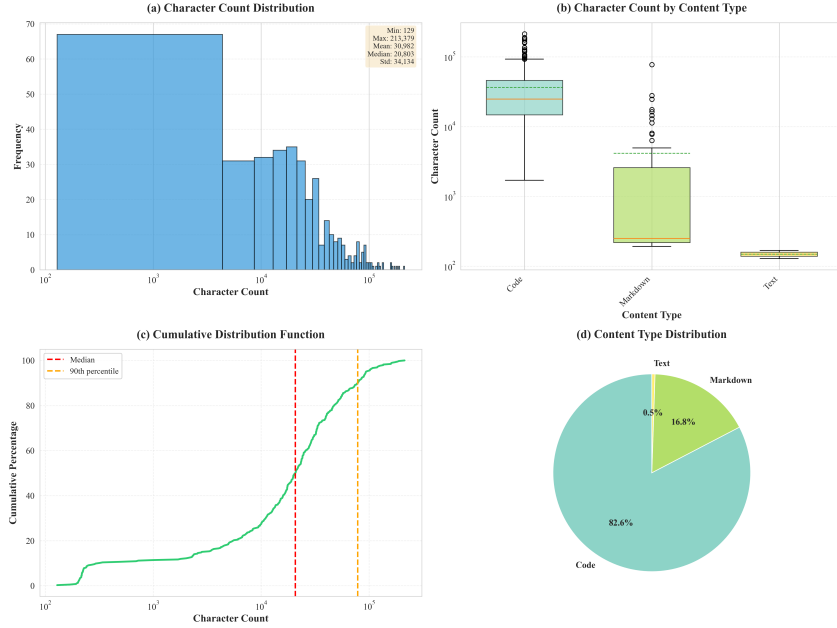 (a) Character Count Distribution
70
60
50
40
30
20
10
0
Frequency
10²
10³
10⁴
10⁵
Character Count
Min: 129
Max: 213,379
Mean: 30,982
Median: 20,803
Std: 34,134
(b) Character Count by Content Type
10⁵
10⁴
10³
10²
Character Count
Code
Markdown
Text
Content Type
(c) Cumulative Distribution Function
Median
90th percentile
100
80
60
40
20
0
Cumulative Percentage
10²
10³
10⁴
10⁵
Character Count
(d) Content Type Distribution
Text
Markdown
0.5%
16.8%
82.6%
Code